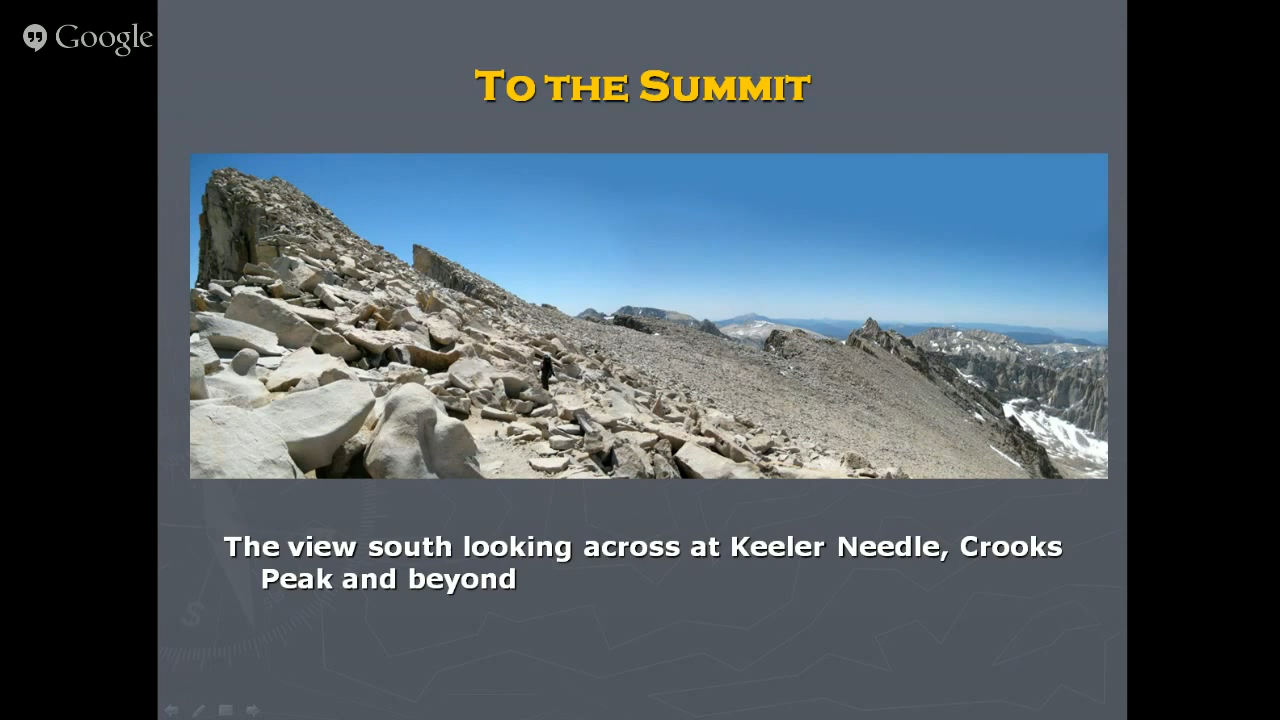 Google
To the Summit
The view south looking across at Keeler Needle, Crooks
Peak and beyond
S